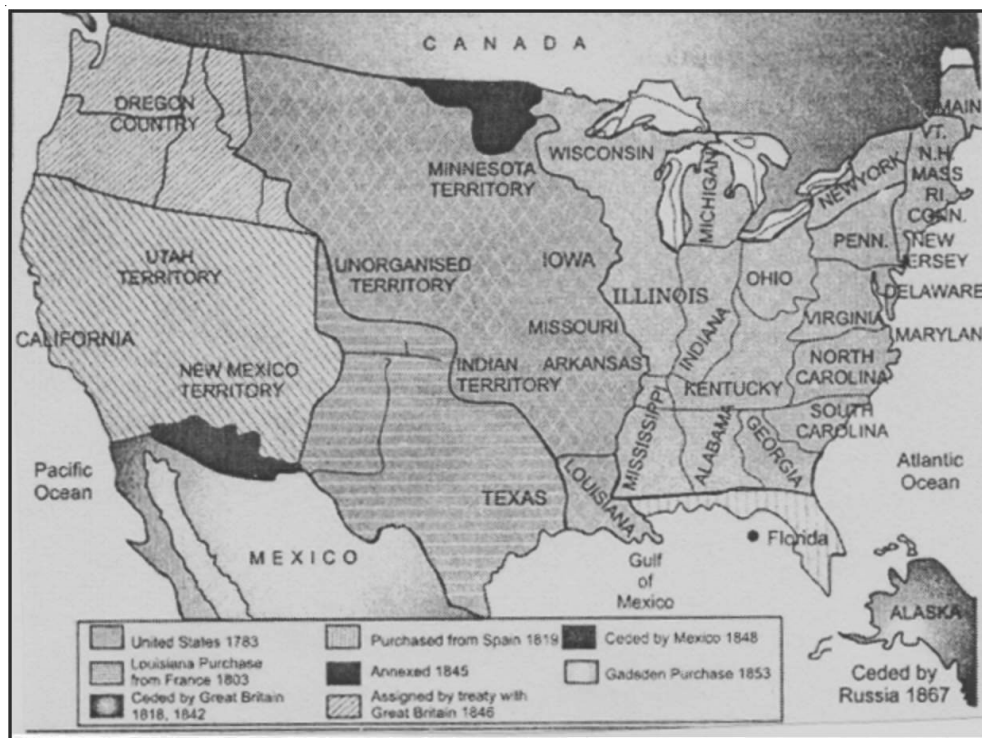 CANADA
OREGON
COUNTRY
MINNESOTA
TERRITORY
WISCONSIN
MICHIGAN
MAIN
VT.
N.H.
MASS
RI.
CONN.
NEWYORK
PENN.
NEW
JERSEY
UTAH
TERRITORY
UNORGANISED
TERRITORY
IOWA
ILLINOIS
OHIO
DELAWARE
CALIFORNIA
MISSOURI
INDIANA
VIRGINIA
MARYLAN
NEW MEXICO
TERRITORY
INDIAN
TERRITORY
ARKANSAS
KENTUCKY
NORTH
CAROLINA
SOUTH
CAROLINA
MISSISSIPPI
ALABAMA
GEORGIA
Pacific
Ocean
TEXAS
LOUISIANA
Atlantic
Ocean
MEXICO
Gulf
of
Mexico
Florida
ALASKA
Ceded by
Russia 1867
United States 1783
Louisiana Purchase
from France 1803
Ceded by Great Britain
1818, 1842
Purchased from Spain 1819
Annexed 1845
Assigned by treaty with
Great Britain 1846
Ceded by Mexico 1848
Gadsden Purchase 1853